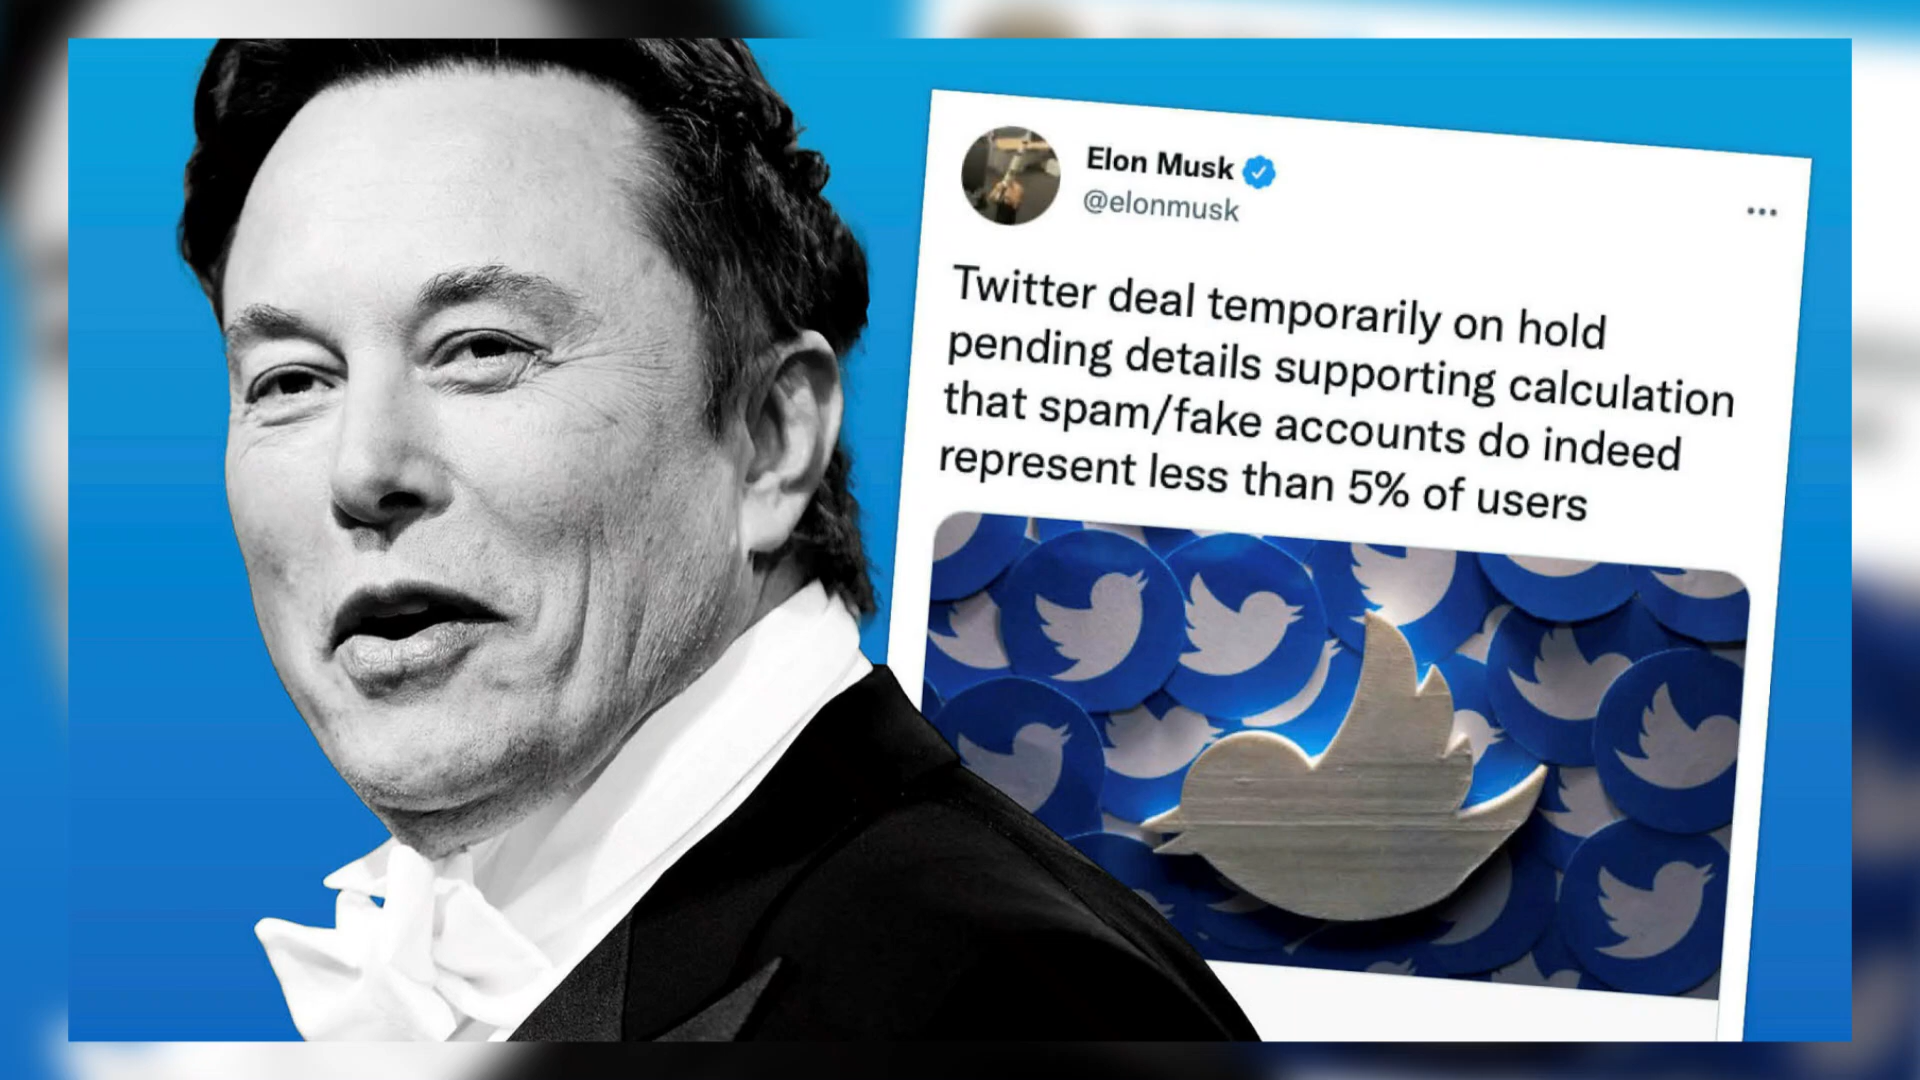 Elon Musk
@elonmusk
Twitter deal temporarily on hold
pending details supporting calculation
that spam/fake accounts do indeed
represent less than 5% of users